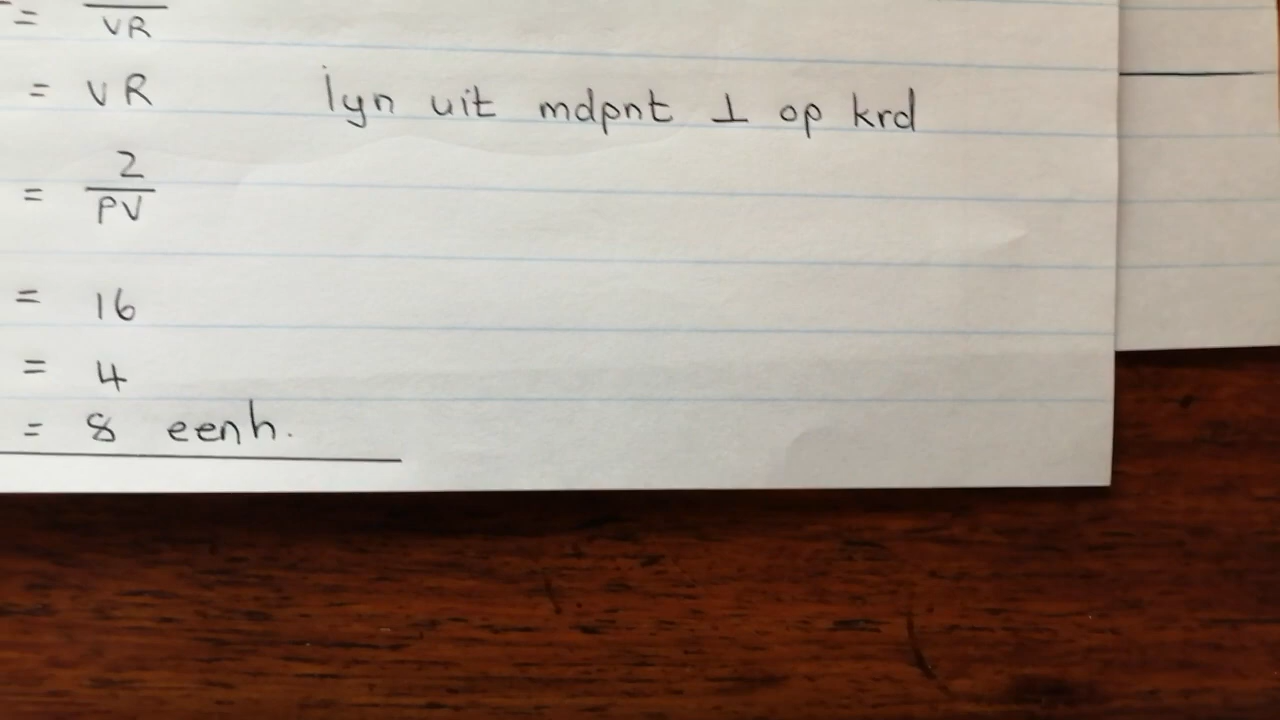 = ―
VR
= VR lyn uit mdpnt ⊥ op krd
= 2
PV
= 16
= 4
= 8 eenh.